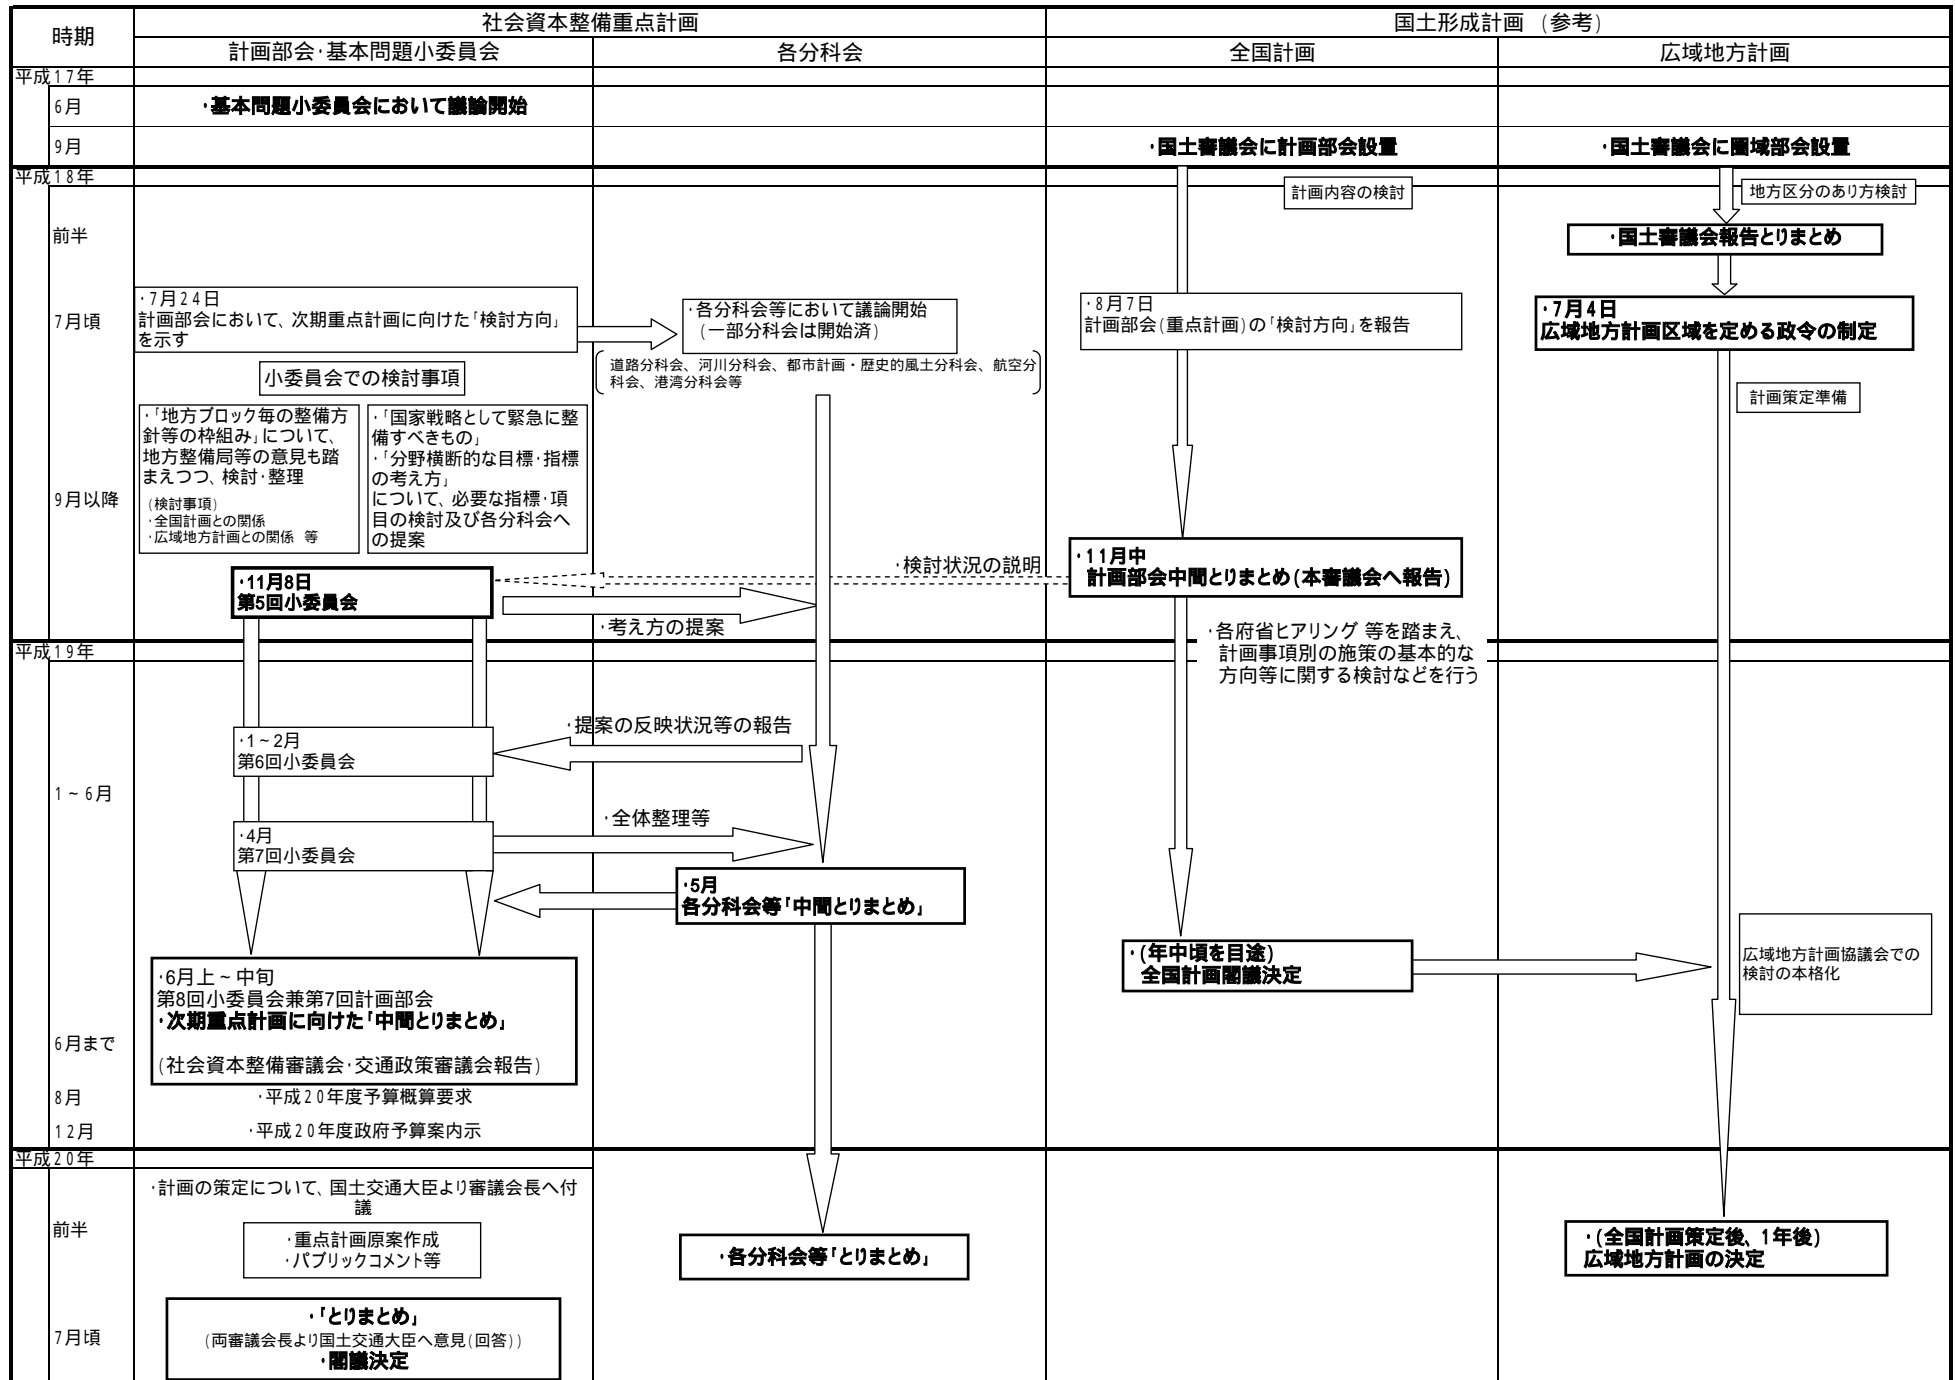 時期
社会資本整備重点計画
国土形成計画 (参考)
計画部会・基本問題小委員会
各分科会
全国計画
広域地方計画
平成17年
6月
・基本問題小委員会において議論開始
9月
・国土審議会に計画部会設置
・国土審議会に圏域部会設置
平成18年
計画内容の検討
地方区分のあり方検討
前半
・国土審議会報告とりまとめ
7月頃
・7月24日
計画部会において、次期重点計画に向けた「検討方向」
を示す
・各分科会等において議論開始
(一部分科会は開始済)
道路分科会、河川分科会、都市計画・歴史的風土分科会、航空分
科会、港湾分科会等
・8月7日
計画部会(重点計画)の「検討方向」を報告
・7月4日
広域地方計画区域を定める政令の制定
小委員会での検討事項
計画策定準備
9月以降
・「地方ブロック毎の整備方
針等の枠組み」について、
地方整備局等の意見も踏
まえつつ、検討・整理
(検討事項)
・全国計画との関係
・広域地方計画との関係 等
・「国家戦略として緊急に整
備すべきもの」
・「分野横断的な目標・指標
の考え方」
について、必要な指標・項
目の検討及び各分科会へ
の提案
・11月8日
第5回小委員会
・検討状況の説明
・11月中
計画部会中間とりまとめ(本審議会へ報告)
・考え方の提案
・各府省ヒアリング 等を踏まえ、
計画事項別の施策の基本的な
方向等に関する検討などを行う
平成19年
・提案の反映状況等の報告
・1~2月
第6回小委員会
1~6月
・全体整理等
・4月
第7回小委員会
・5月
各分科会等「中間とりまとめ」
・(年中頃を目途)
全国計画閣議決定
広域地方計画協議会での
検討の本格化
6月まで
・6月上~中旬
第8回小委員会兼第7回計画部会
・次期重点計画に向けた「中間とりまとめ」
(社会資本整備審議会・交通政策審議会報告)
8月
・平成20年度予算概算要求
12月
・平成20年度政府予算案内示
平成20年
前半
・計画の策定について、国土交通大臣より審議会長へ付
議
・重点計画原案作成
・パブリックコメント等
・各分科会等「とりまとめ」
・(全国計画策定後、1年後)
広域地方計画の決定
7月頃
・「とりまとめ」
(両審議会長より国土交通大臣へ意見(回答))
・閣議決定